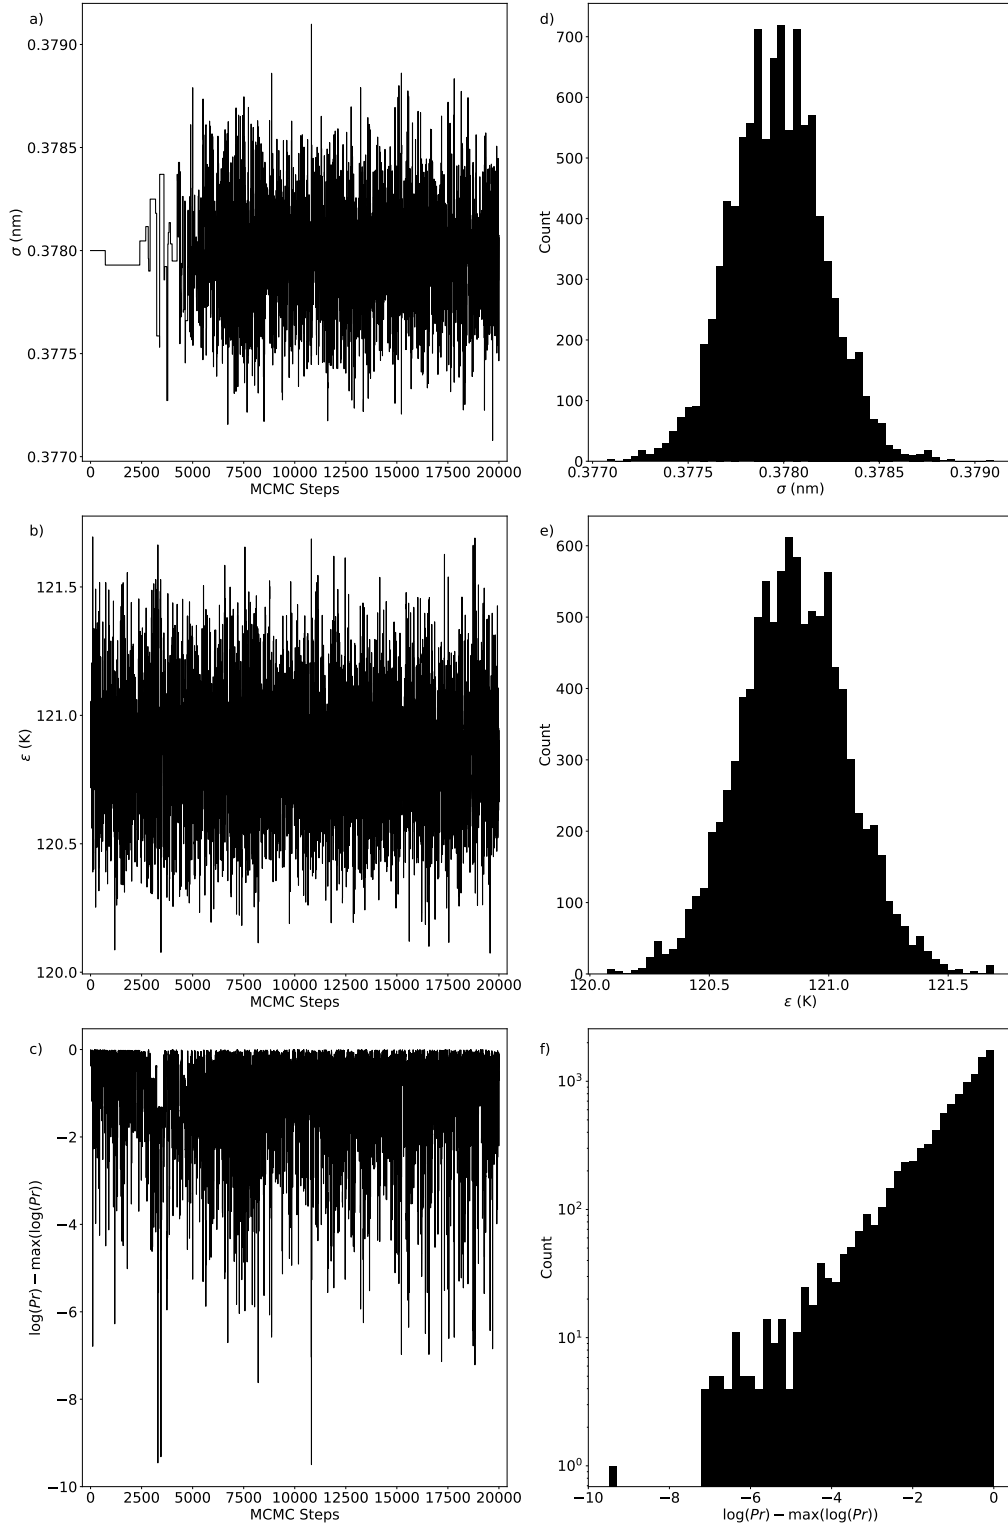 a)
0.3790
0.3785
0.3780
0.3775
0.3770
σ (nm)
0 2500 5000 7500 10000 12500 15000 17500 20000
MCMC Steps
d)
700
600
500
400
300
200
100
0
Count
0.3770 0.3775 0.3780 0.3785 0.3790
σ (nm)
b)
121.5
121.0
120.5
120.0
ε (K)
0 2500 5000 7500 10000 12500 15000 17500 20000
MCMC Steps
e)
600
500
400
300
200
100
0
Count
120.0 120.5 121.0 121.5
ε (K)
c)
0
−2
−4
−6
−8
−10
log(Pr) − max(log(Pr))
0 2500 5000 7500 10000 12500 15000 17500 20000
MCMC Steps
f)
10³
10²
10¹
10⁰
Count
−10 −8 −6 −4 −2 0
log(Pr) − max(log(Pr))